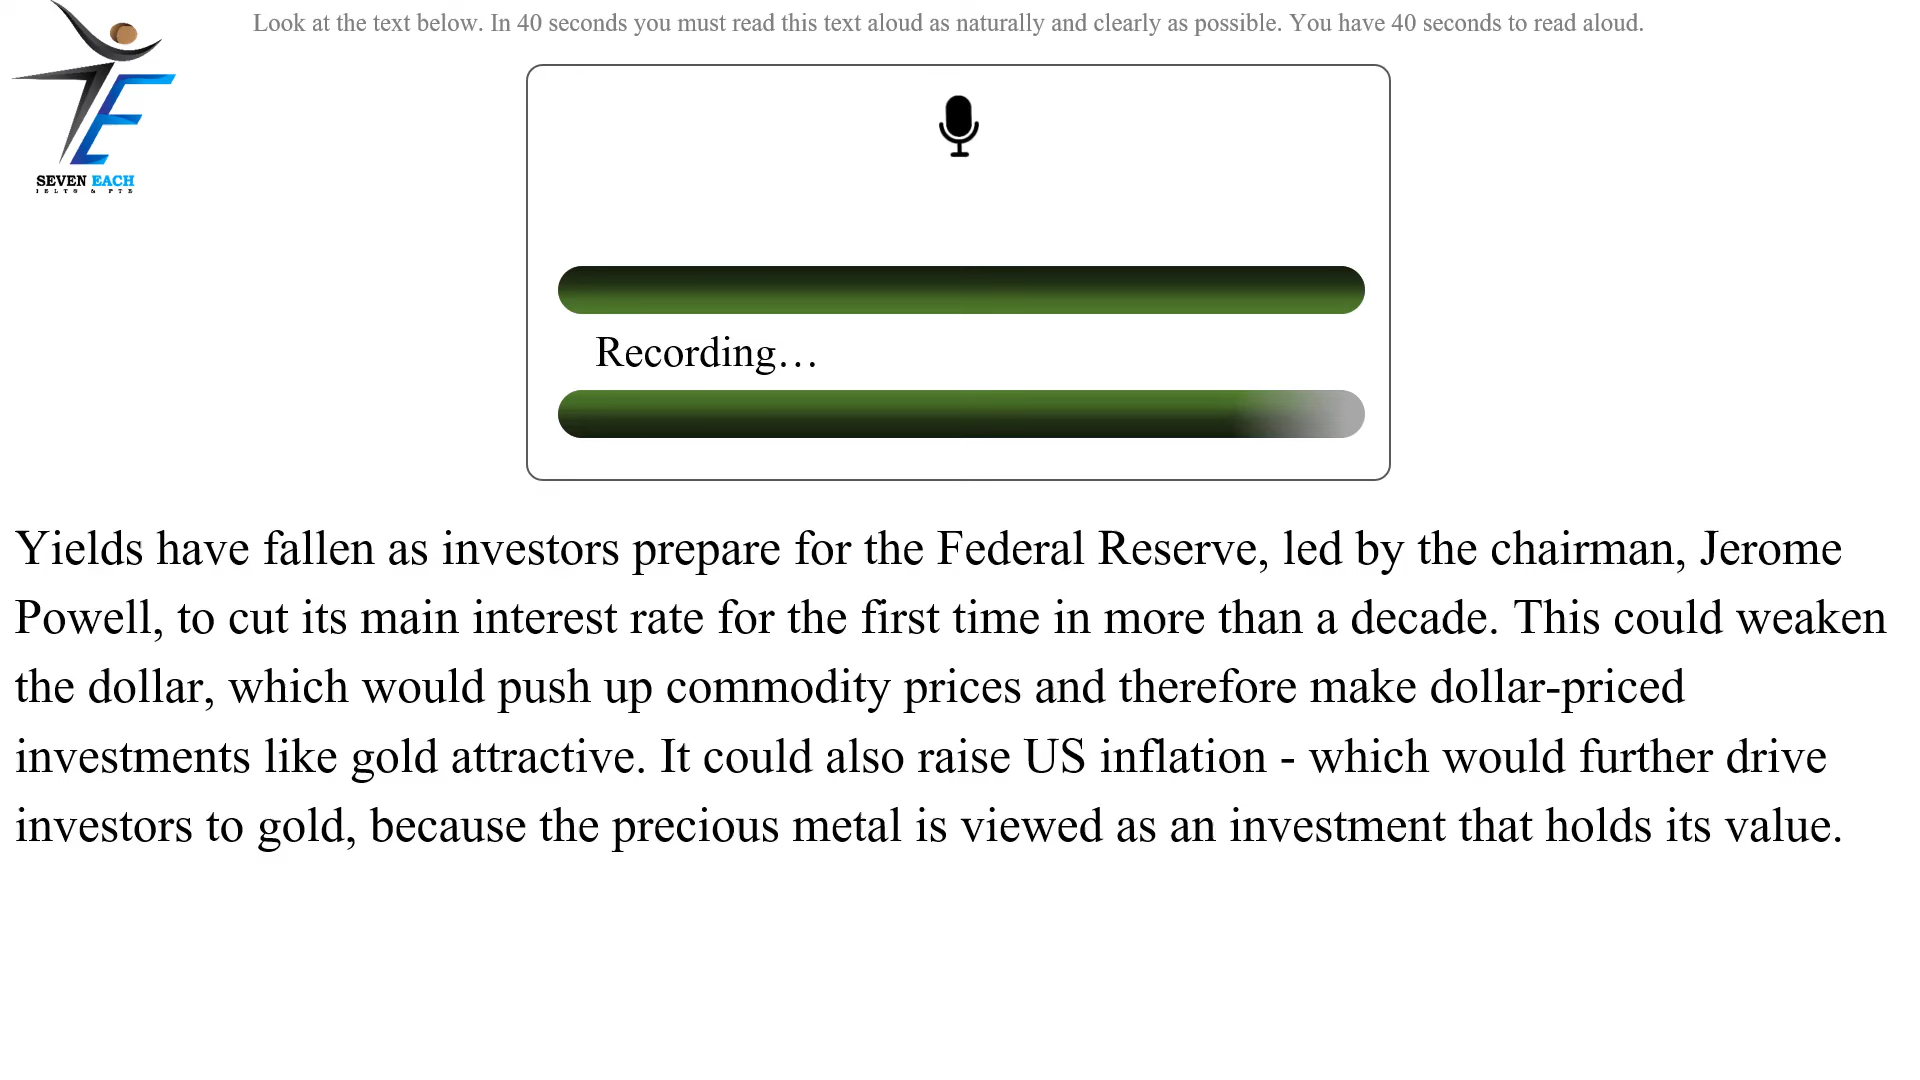 Look at the text below. In 40 seconds you must read this text aloud as naturally and clearly as possible. You have 40 seconds to read aloud.
SEVEN EACH
IELTS & PTE
Recording…
Yields have fallen as investors prepare for the Federal Reserve, led by the chairman, Jerome
Powell, to cut its main interest rate for the first time in more than a decade. This could weaken
the dollar, which would push up commodity prices and therefore make dollar-priced
investments like gold attractive. It could also raise US inflation - which would further drive
investors to gold, because the precious metal is viewed as an investment that holds its value.